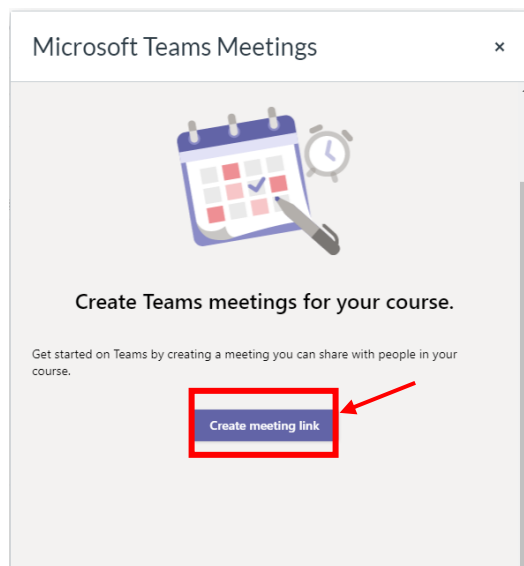 Microsoft Teams Meetings
Create Teams meetings for your course.
Get started on Teams by creating a meeting you can share with people in your
course.
Create meeting link